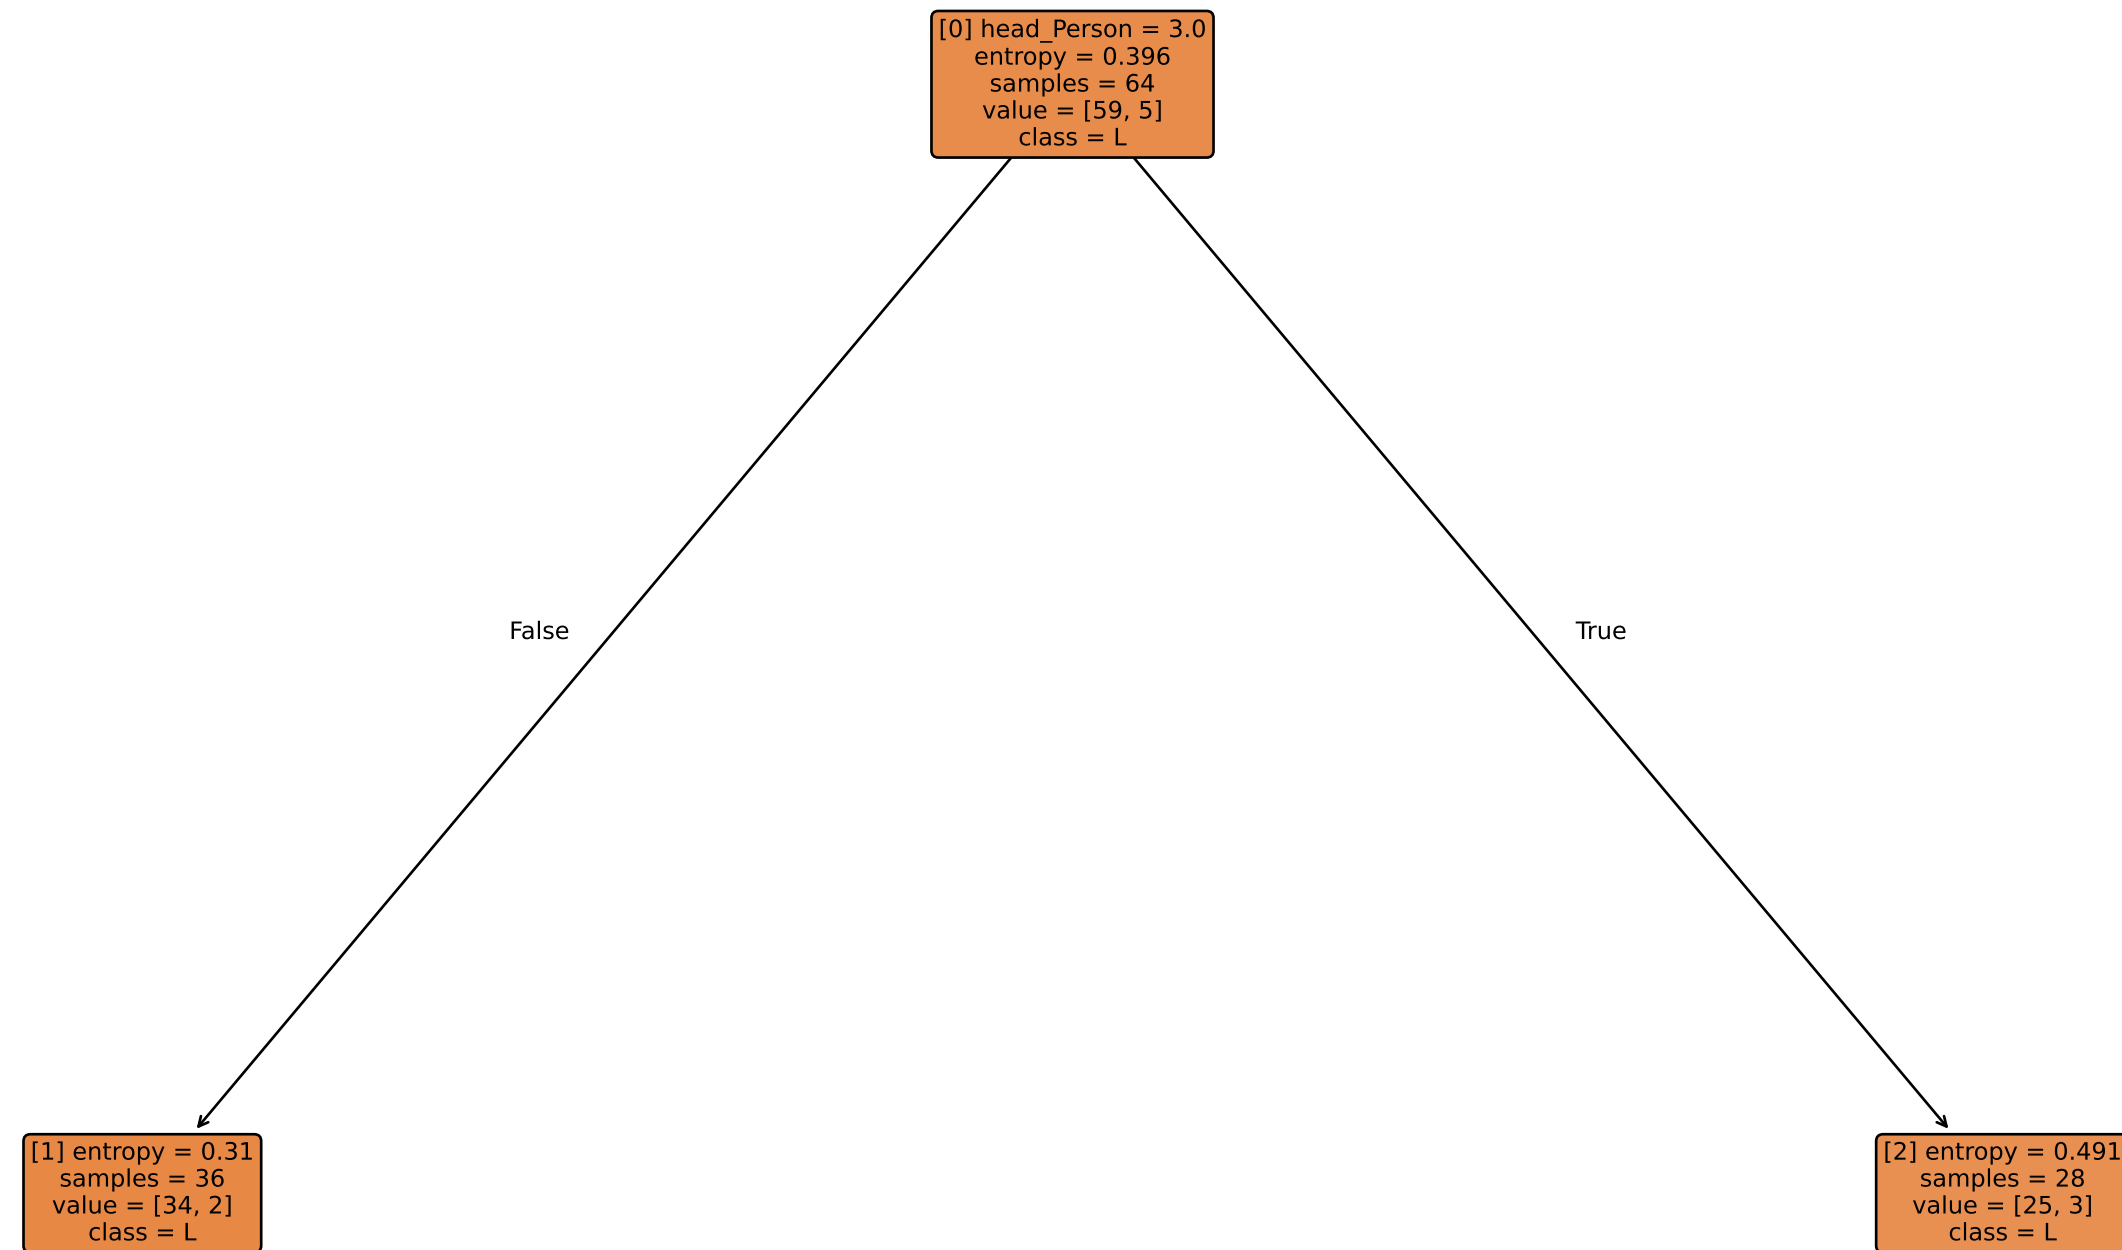 [0] head_Person = 3.0
entropy = 0.396
samples = 64
value = [59, 5]
class = L
False
True
[1] entropy = 0.31
samples = 36
value = [34, 2]
class = L
[2] entropy = 0.491
samples = 28
value = [25, 3]
class = L